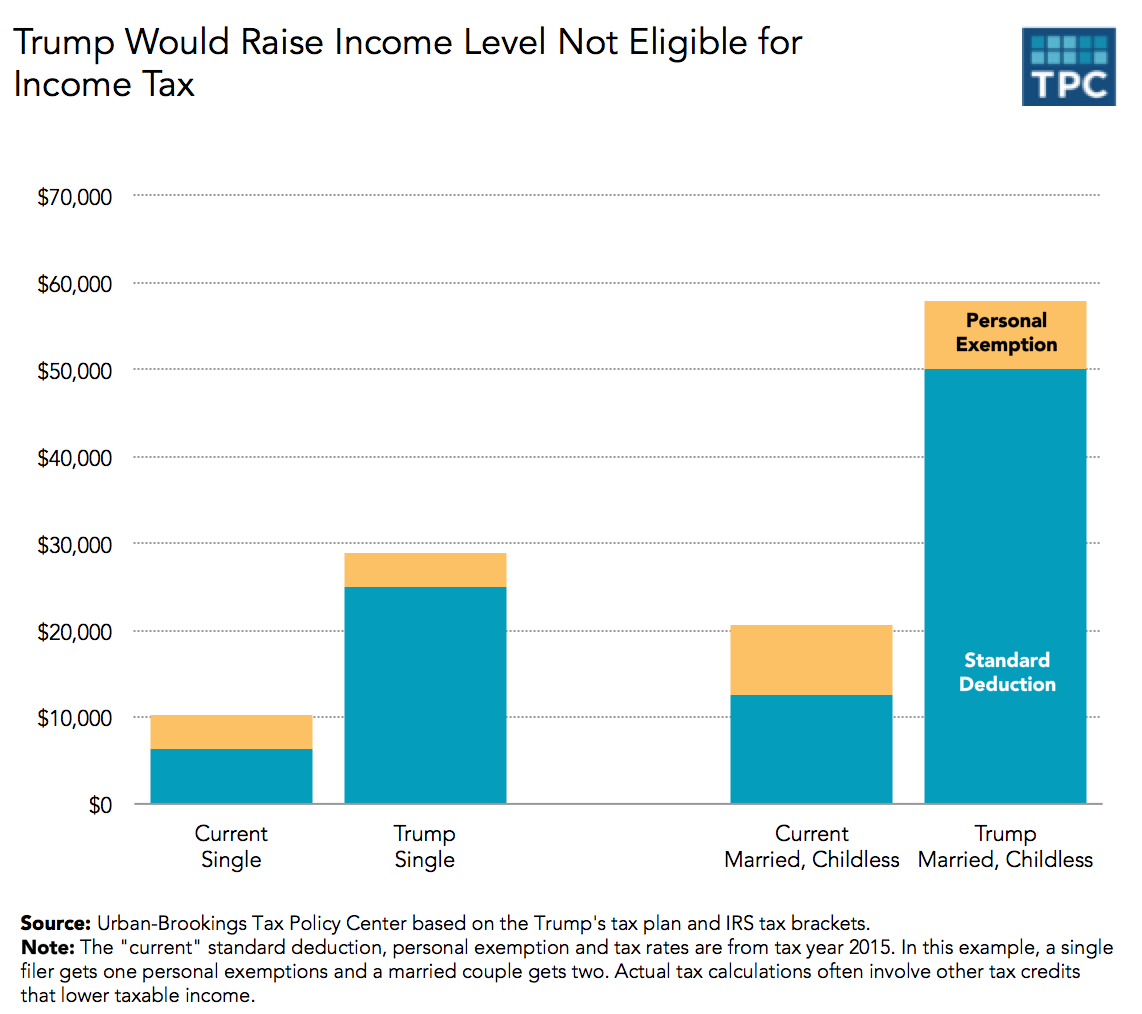 Trump Would Raise Income Level Not Eligible for
Income Tax
TPC
$70,000
$60,000
$50,000
$40,000
$30,000
$20,000
$10,000
$0
Personal
Exemption
Standard
Deduction
Current
Single
Trump
Single
Current
Married, Childless
Trump
Married, Childless
Source: Urban-Brookings Tax Policy Center based on the Trump's tax plan and IRS tax brackets.
Note: The "current" standard deduction, personal exemption and tax rates are from tax year 2015. In this example, a single
filer gets one personal exemptions and a married couple gets two. Actual tax calculations often involve other tax credits
that lower taxable income.